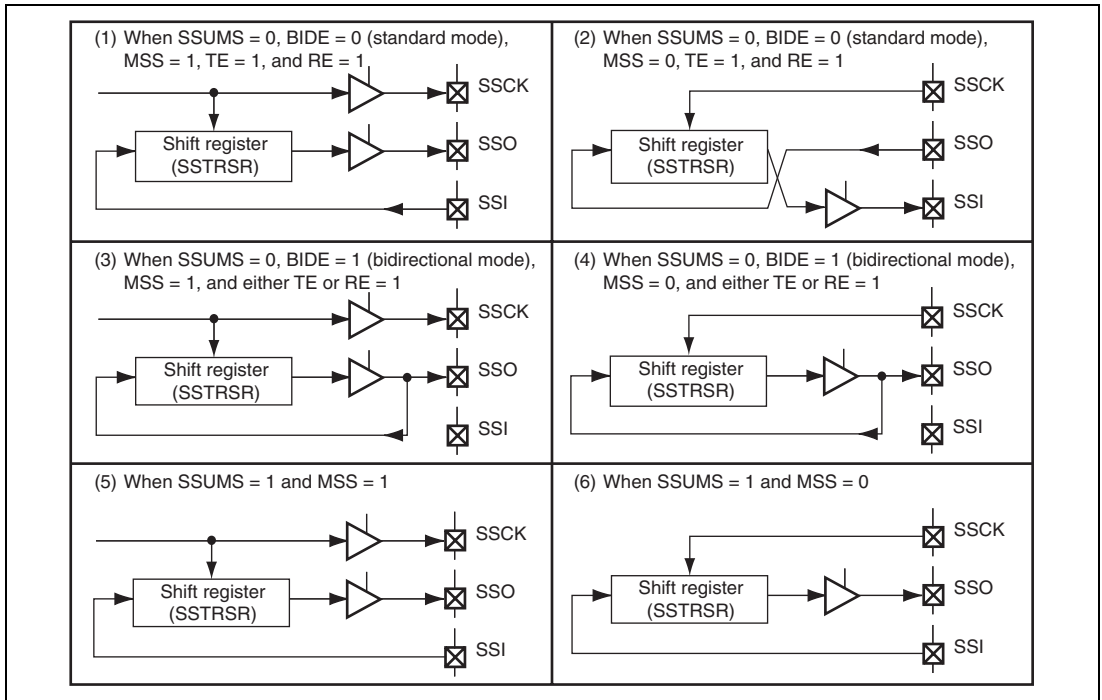 (1) When SSUMS = 0, BIDE = 0 (standard mode),
MSS = 1, TE = 1, and RE = 1
SSCK
Shift register
(SSTRSR)
SSO
SSI
(2) When SSUMS = 0, BIDE = 0 (standard mode),
MSS = 0, TE = 1, and RE = 1
SSCK
Shift register
(SSTRSR)
SSO
SSI
(3) When SSUMS = 0, BIDE = 1 (bidirectional mode),
MSS = 1, and either TE or RE = 1
SSCK
Shift register
(SSTRSR)
SSO
SSI
(4) When SSUMS = 0, BIDE = 1 (bidirectional mode),
MSS = 0, and either TE or RE = 1
SSCK
Shift register
(SSTRSR)
SSO
SSI
(5) When SSUMS = 1 and MSS = 1
SSCK
Shift register
(SSTRSR)
SSO
SSI
(6) When SSUMS = 1 and MSS = 0
SSCK
Shift register
(SSTRSR)
SSO
SSI